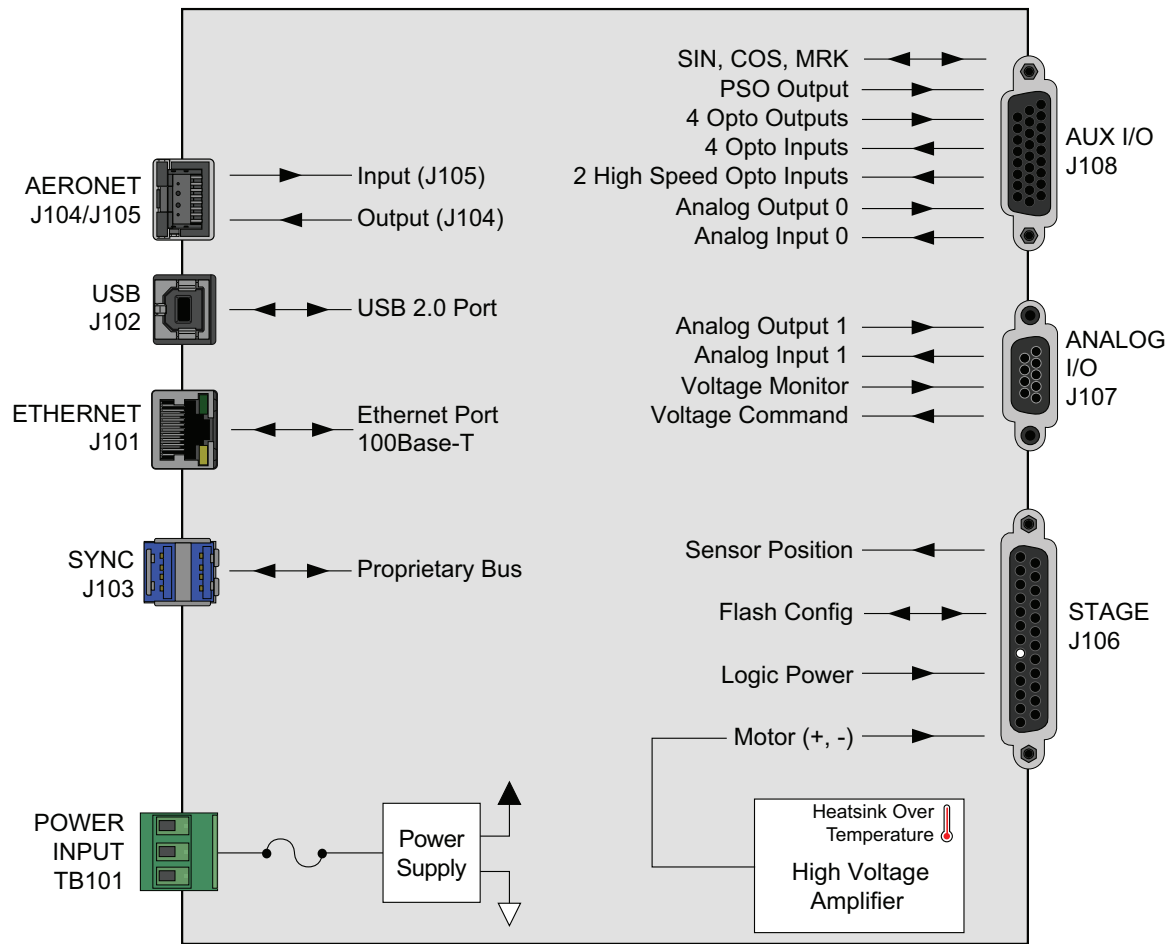 AERONET
J104/J105
Input (J105)
Output (J104)
USB
J102
USB 2.0 Port
ETHERNET
J101
Ethernet Port
100Base-T
SYNC
J103
Proprietary Bus
POWER
INPUT
TB101
Power
Supply
SIN, COS, MRK
PSO Output
4 Opto Outputs
4 Opto Inputs
2 High Speed Opto Inputs
Analog Output 0
Analog Input 0
AUX I/O
J108
Analog Output 1
Analog Input 1
Voltage Monitor
Voltage Command
ANALOG
I/O
J107
Sensor Position
Flash Config
Logic Power
Motor (+, -)
STAGE
J106
Heatsink Over
Temperature
High Voltage
Amplifier